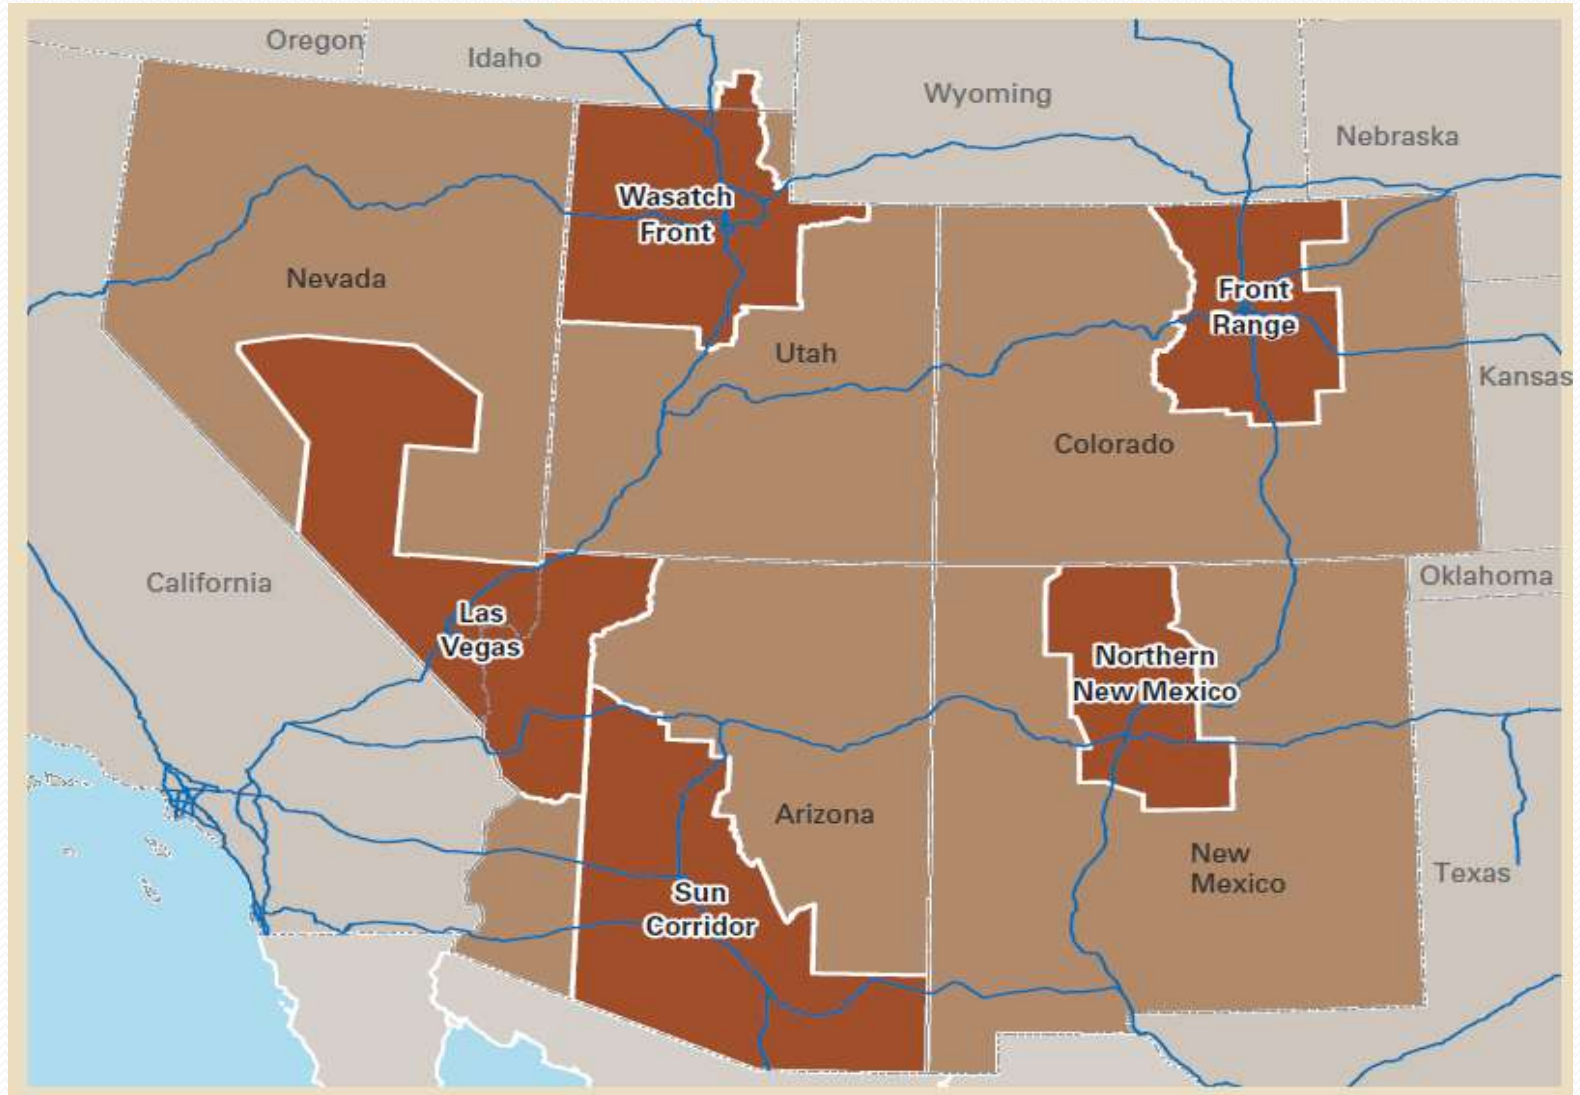 Oregon
Idaho
Wyoming
Nebraska
Wasatch
Front
Nevada
Front
Range
Utah
Kansas
Colorado
California
Las
Vegas
Oklahoma
Northern
New Mexico
Arizona
New
Mexico
Texas
Sun
Corridor